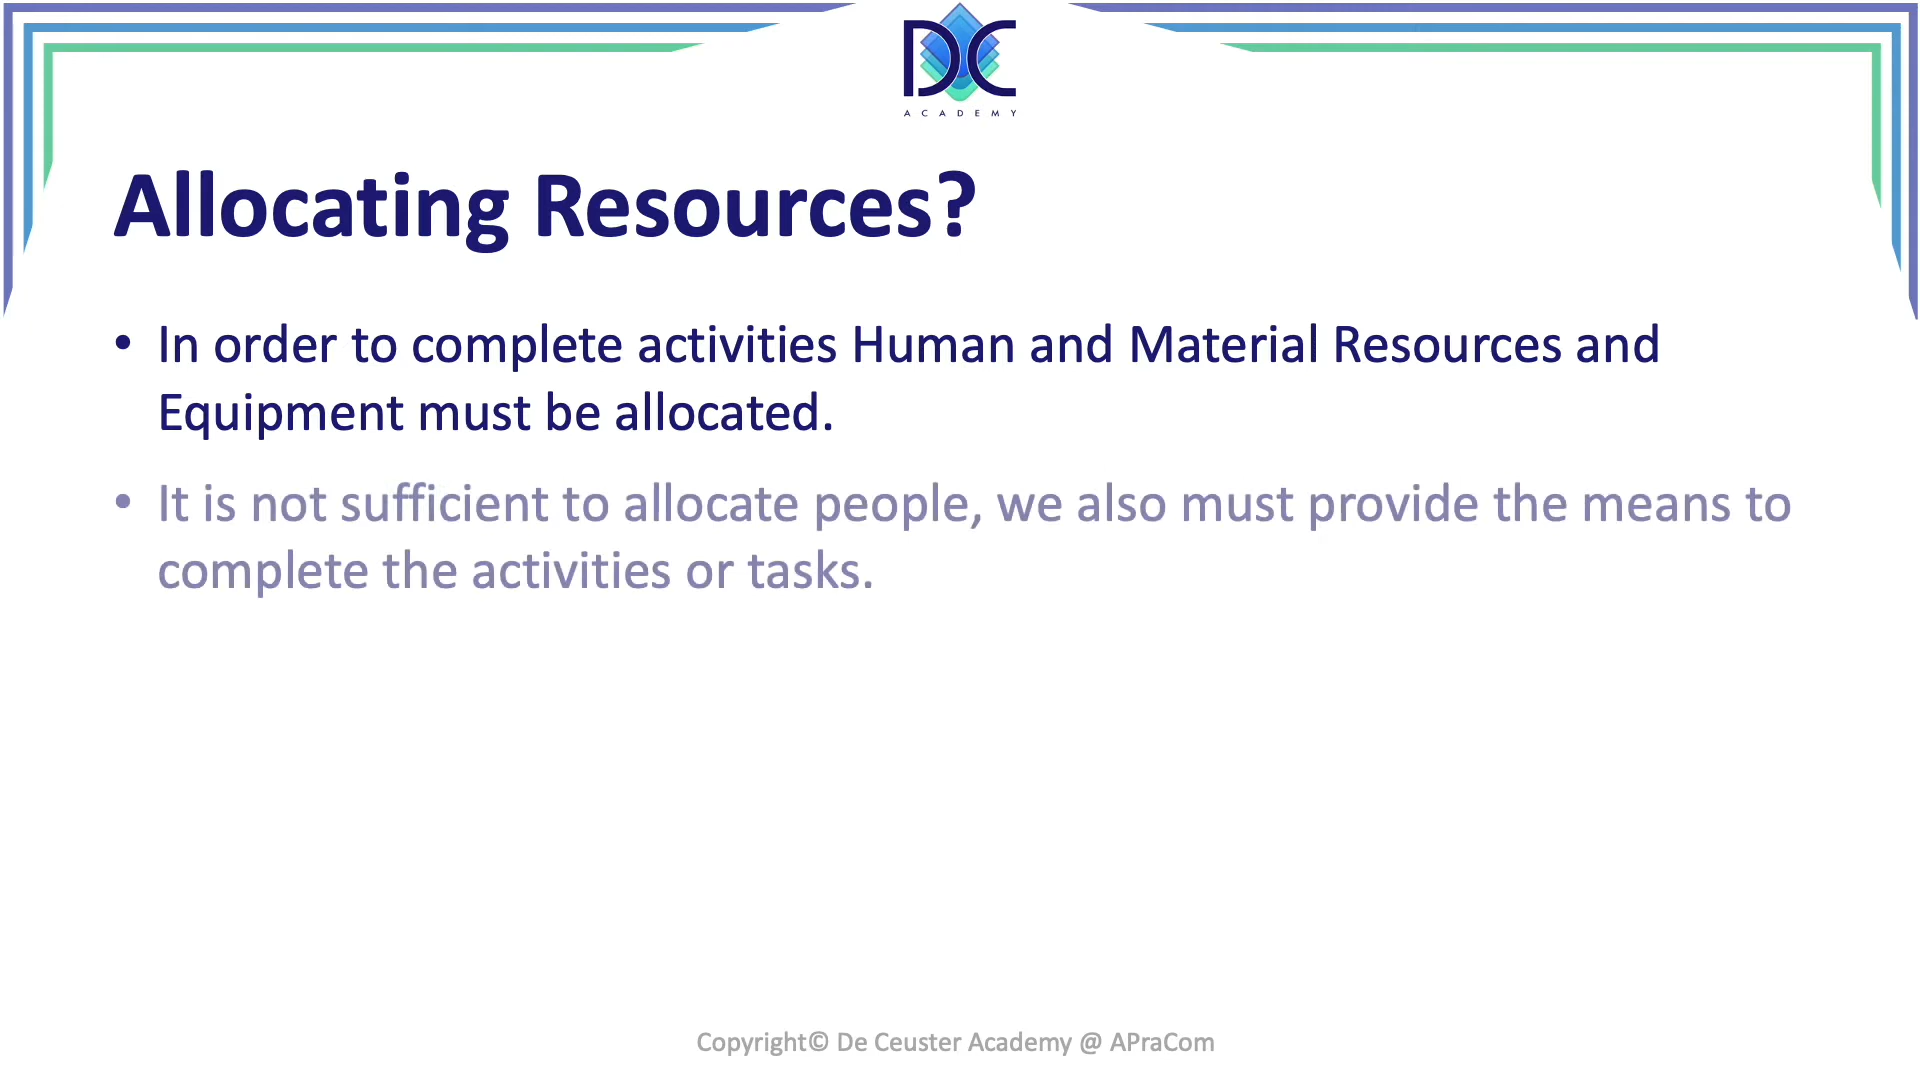 DC
ACADEMY
Allocating Resources?
• In order to complete activities Human and Material Resources and
Equipment must be allocated.
• It is not sufficient to allocate people, we also must provide the means to
complete the activities or tasks.
Copyright© De Ceuster Academy @ APraCom